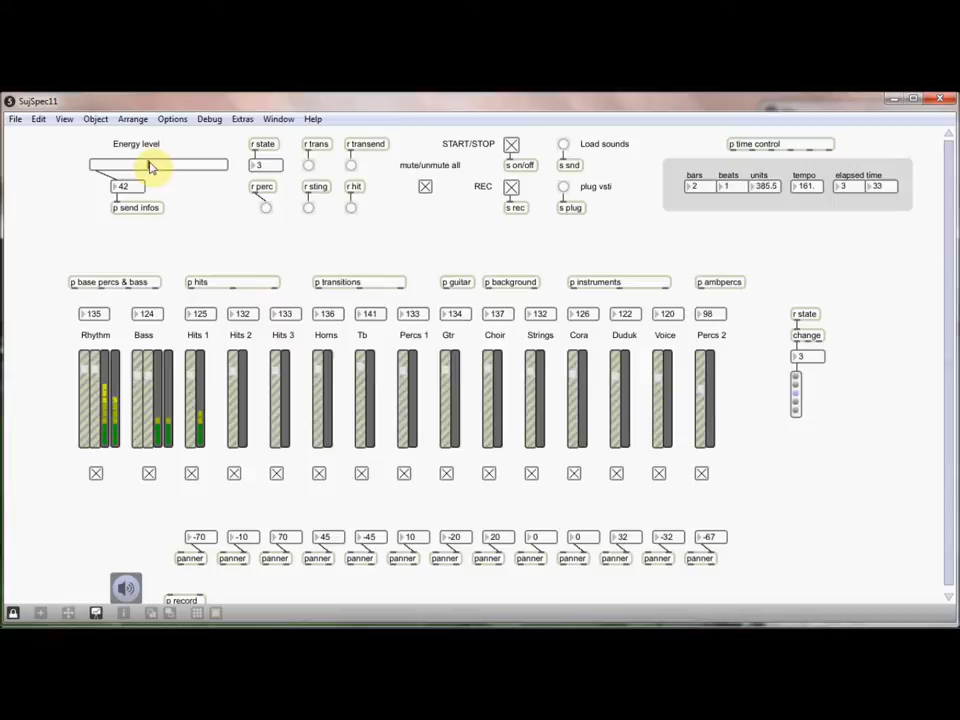 SujSpec11
File Edit View Object Arrange Options Debug Extras Window Help
Energy level r state r trans r transend START/STOP Load sounds p time control
3 mute/unmute all s on/off s snd
42 r perc r sting r hit REC plug vsti
bars beats units tempo elapsed time
2 1 385.5 161. 3 33
p send infos s rec s plug
p base percs & bass p hits p transitions p guitar p background p instruments p ambpercs
135 124 125 132 133 136 141 133 134 137 132 126 122 120 98 r state
Rhythm Bass Hits 1 Hits 2 Hits 3 Horns Tb Percs 1 Gtr Choir Strings Cora Duduk Voice Percs 2 change
3
-70 -10 70 45 -45 10 -20 20 0 0 32 -32 -67
panner panner panner panner panner panner panner panner panner panner panner panner panner
p record